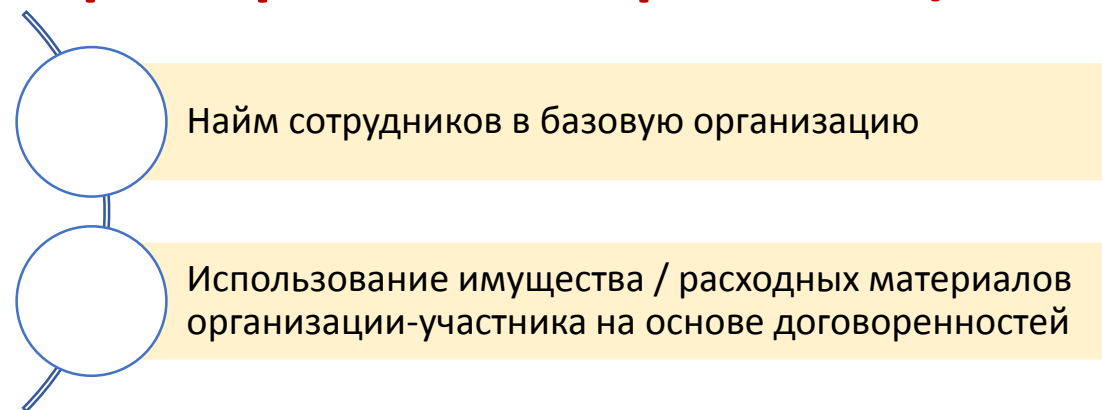 Найм сотрудников в базовую организацию
Использование имущества / расходных материалов
организации-участника на основе договоренностей